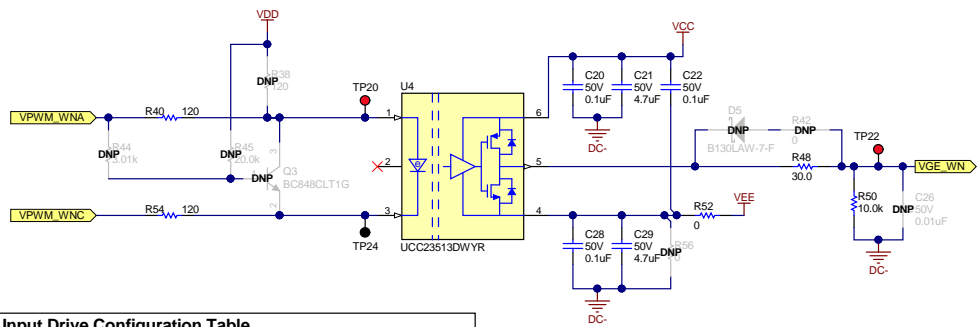 VDD
VCC
R38
DNP
120
TP20
U4
C20
50V
0.1uF
C21
50V
4.7uF
C22
50V
0.1uF
D5
DNP
B130LAW-7-F
R42
DNP
0
VPWM_WNA
R40
120
1
6
DC-
TP22
R44
DNP
3.01k
R45
DNP
20.0k
3
DNP
Q3
BC848CLT1G
2
2
5
R48
30.0
VGE_WN
VPWM_WNC
R54
120
3
4
R52
0
VEE
R50
10.0k
C26
DNP
50V
0.01uF
TP24
UCC23513DWYR
C28
50V
0.1uF
C29
50V
4.7uF
R56
DNP
DC-
DC-
Input Drive Configuration Table